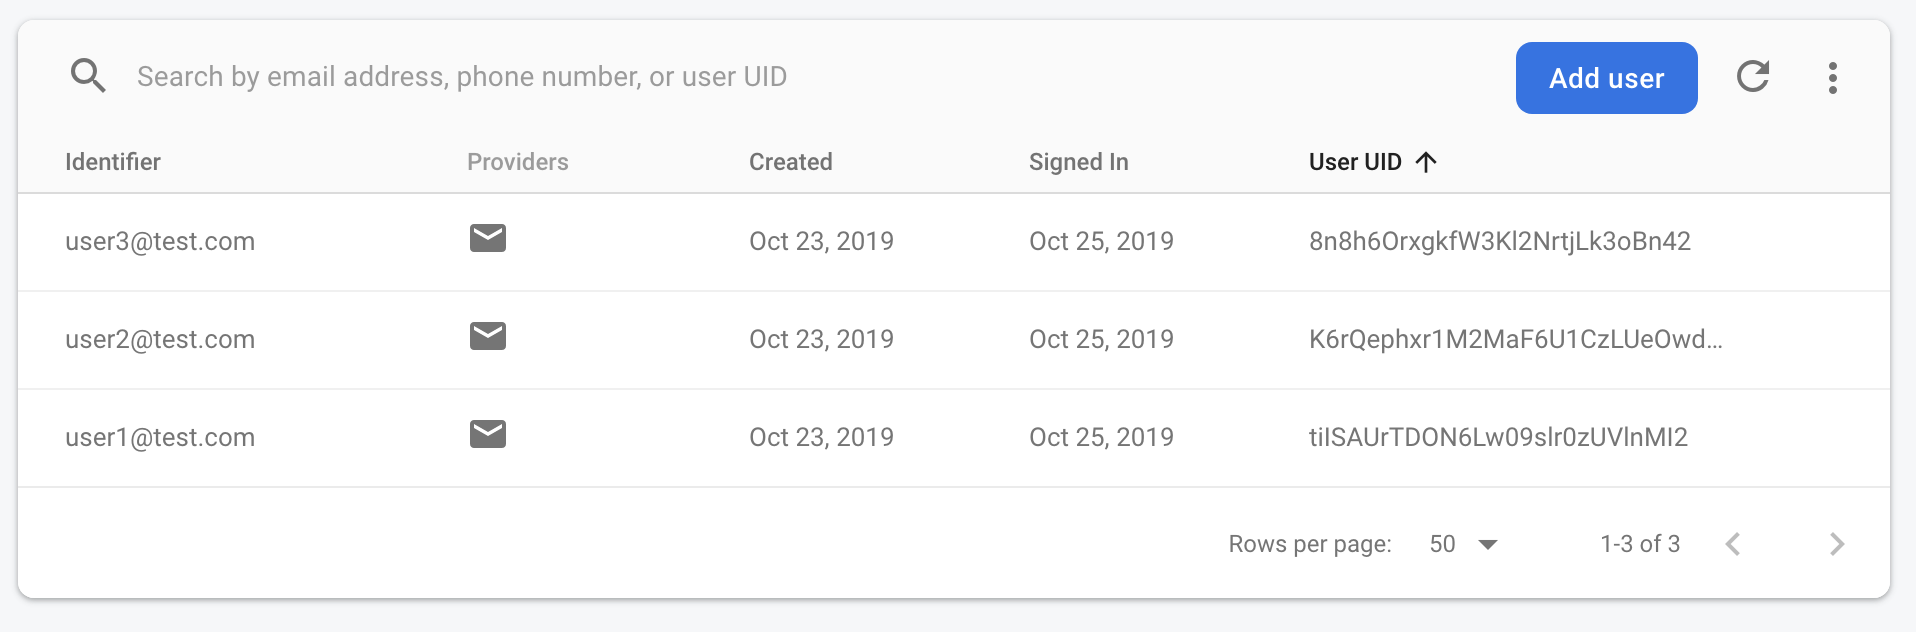 Search by email address, phone number, or user UID
Add user
Identifier Providers Created Signed In User UID
user3@test.com Oct 23, 2019 Oct 25, 2019 8n8h6OrxgkfW3Kl2NrtjLk3oBn42
user2@test.com Oct 23, 2019 Oct 25, 2019 K6rQephxr1M2MaF6U1CzLUeOwd...
user1@test.com Oct 23, 2019 Oct 25, 2019 tiISAUrTDON6Lw09slr0zUVlnMI2
Rows per page: 50 1-3 of 3